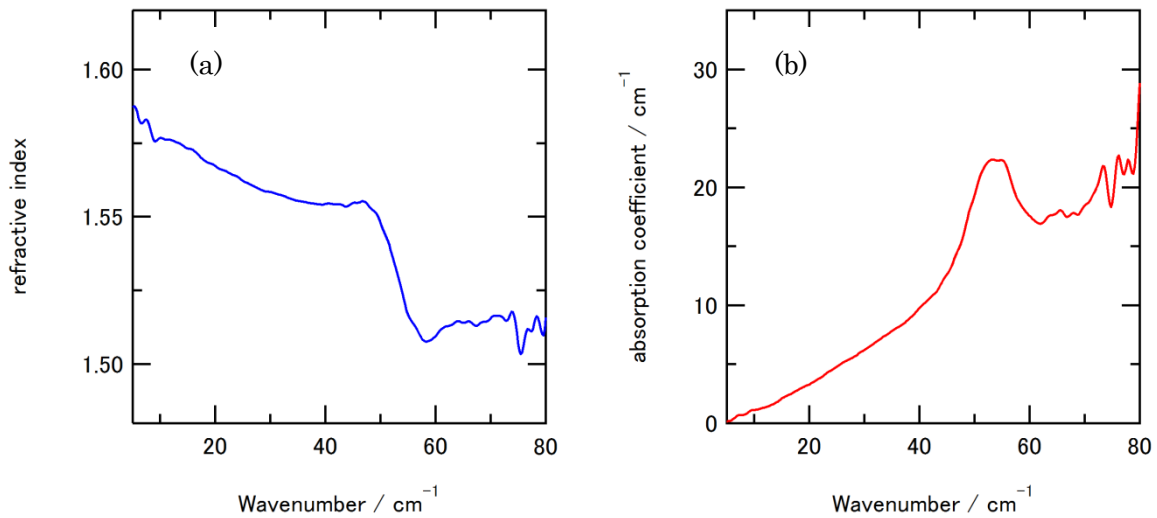 (a)
1.60
1.55
1.50
refractive index
20
40
60
80
Wavenumber / cm⁻¹
(b)
30
20
10
0
absorption coefficient / cm⁻¹
20
40
60
80
Wavenumber / cm⁻¹